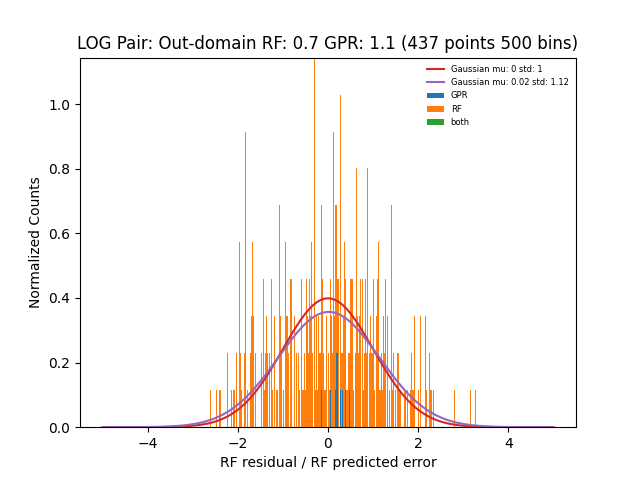 LOG Pair: Out-domain RF: 0.7 GPR: 1.1 (437 points 500 bins)
Gaussian mu: 0 std: 1
Gaussian mu: 0.02 std: 1.12
GPR
RF
both
Normalized Counts
1.0
0.8
0.6
0.4
0.2
0.0
−4 −2 0 2 4
RF residual / RF predicted error